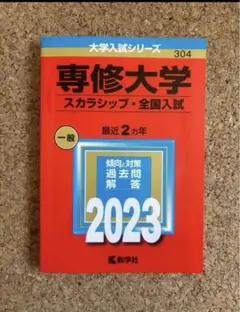 大学入試シリーズ
304
専修大学
スカラシップ・全国入試
一般
最近2カ年
傾向と対策
過去問
解答
2023
教学社